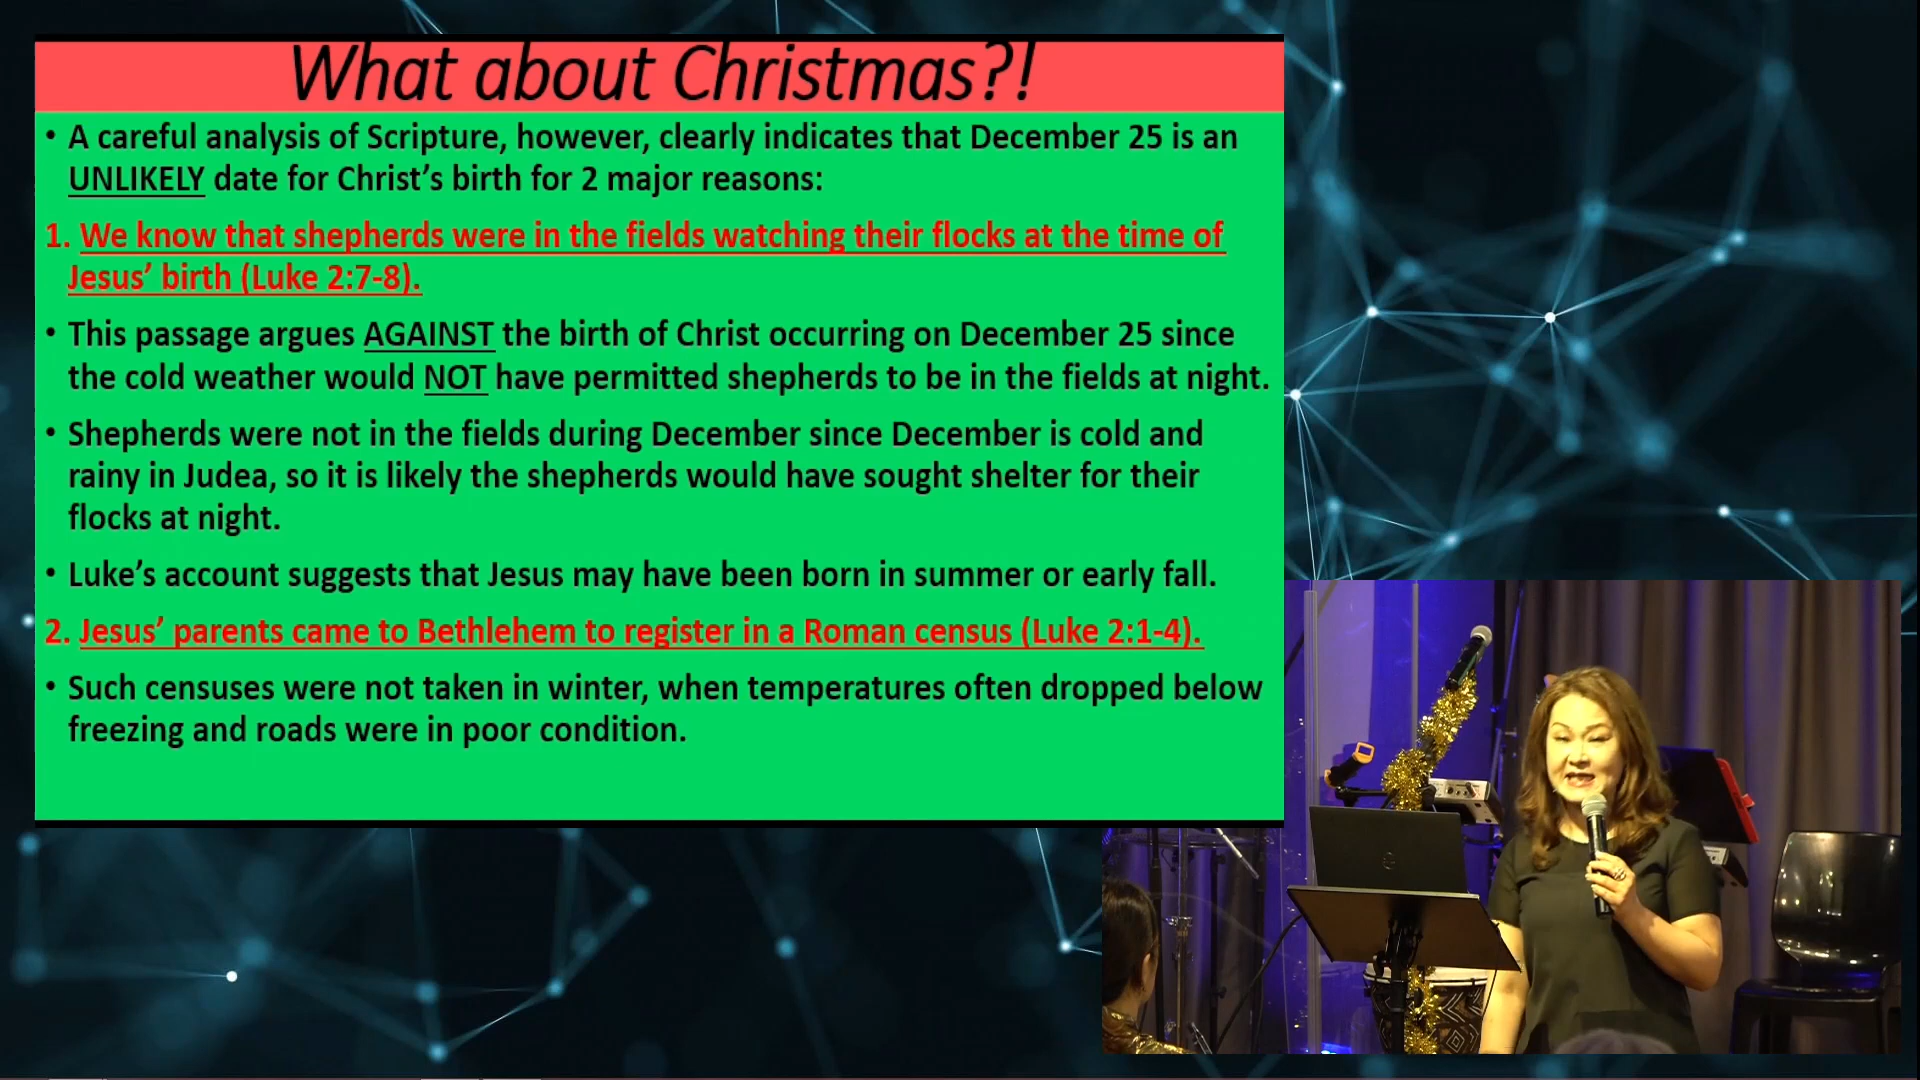 What about Christmas?!
• A careful analysis of Scripture, however, clearly indicates that December 25 is an
UNLIKELY date for Christ’s birth for 2 major reasons:
1. We know that shepherds were in the fields watching their flocks at the time of
Jesus’ birth (Luke 2:7-8).
• This passage argues AGAINST the birth of Christ occurring on December 25 since
the cold weather would NOT have permitted shepherds to be in the fields at night.
• Shepherds were not in the fields during December since December is cold and
rainy in Judea, so it is likely the shepherds would have sought shelter for their
flocks at night.
• Luke’s account suggests that Jesus may have been born in summer or early fall.
2. Jesus’ parents came to Bethlehem to register in a Roman census (Luke 2:1-4).
• Such censuses were not taken in winter, when temperatures often dropped below
freezing and roads were in poor condition.